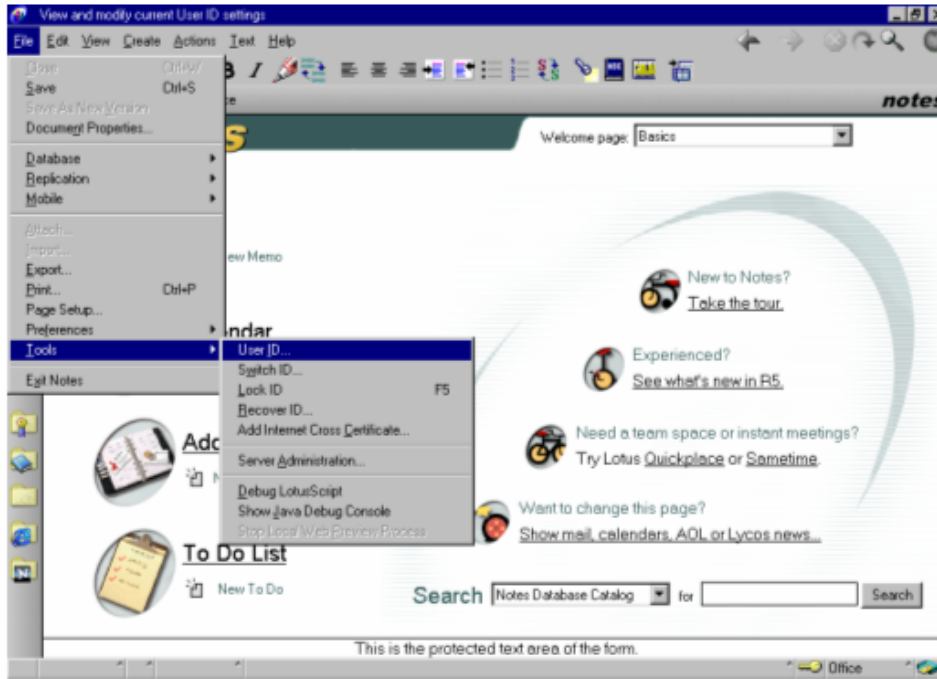 View and modify current User ID settings
File Edit View Create Actions Text Help
Close Ctrl+W
Save Ctrl+S
Save As New Version
Document Properties...
notes
Welcome page: Basics
Database
Replication
Mobile
Attach...
Import...
Export...
Print... Ctrl+P
Page Setup...
Preferences
Tools
Exit Notes
ew Memo
ndar
User ID...
Switch ID...
Lock ID F5
Recover ID...
Add Internet Cross Certificate...
Server Administration...
Debug LotusScript
Show Java Debug Console
Stop Local Web Preview Process
New to Notes?
Take the tour.
Experienced?
See what's new in R5.
Need a team space or instant meetings?
Try Lotus Quickplace or Sametime.
Want to change this page?
Show mail, calendars, AOL or Lycos news...
Add
To Do List
New To Do
Search Notes Database Catalog for Search
This is the protected text area of the form.
Office